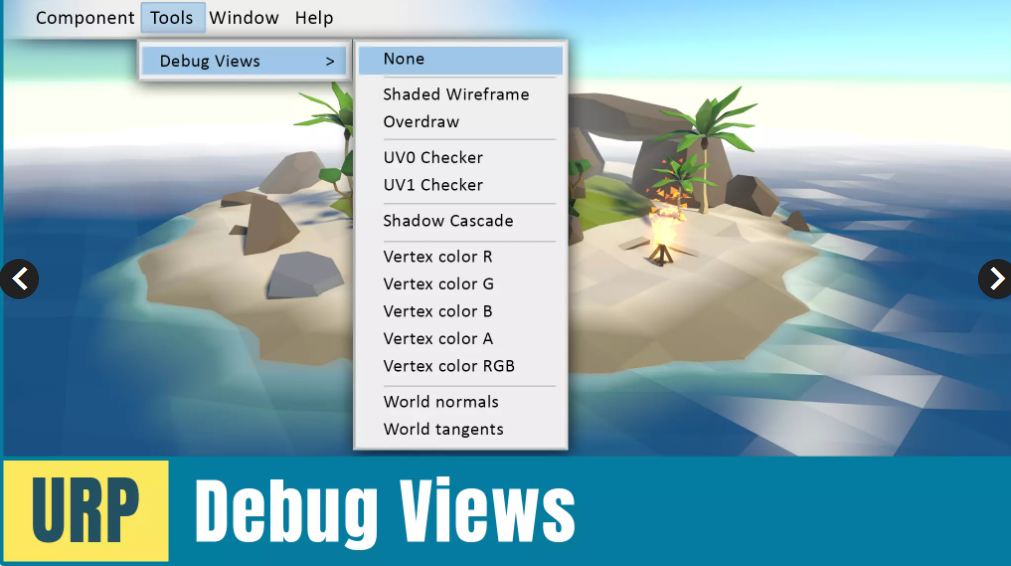 Component Tools Window Help
Debug Views >
None
Shaded Wireframe
Overdraw
UV0 Checker
UV1 Checker
Shadow Cascade
Vertex color R
Vertex color G
Vertex color B
Vertex color A
Vertex color RGB
World normals
World tangents
URP Debug Views